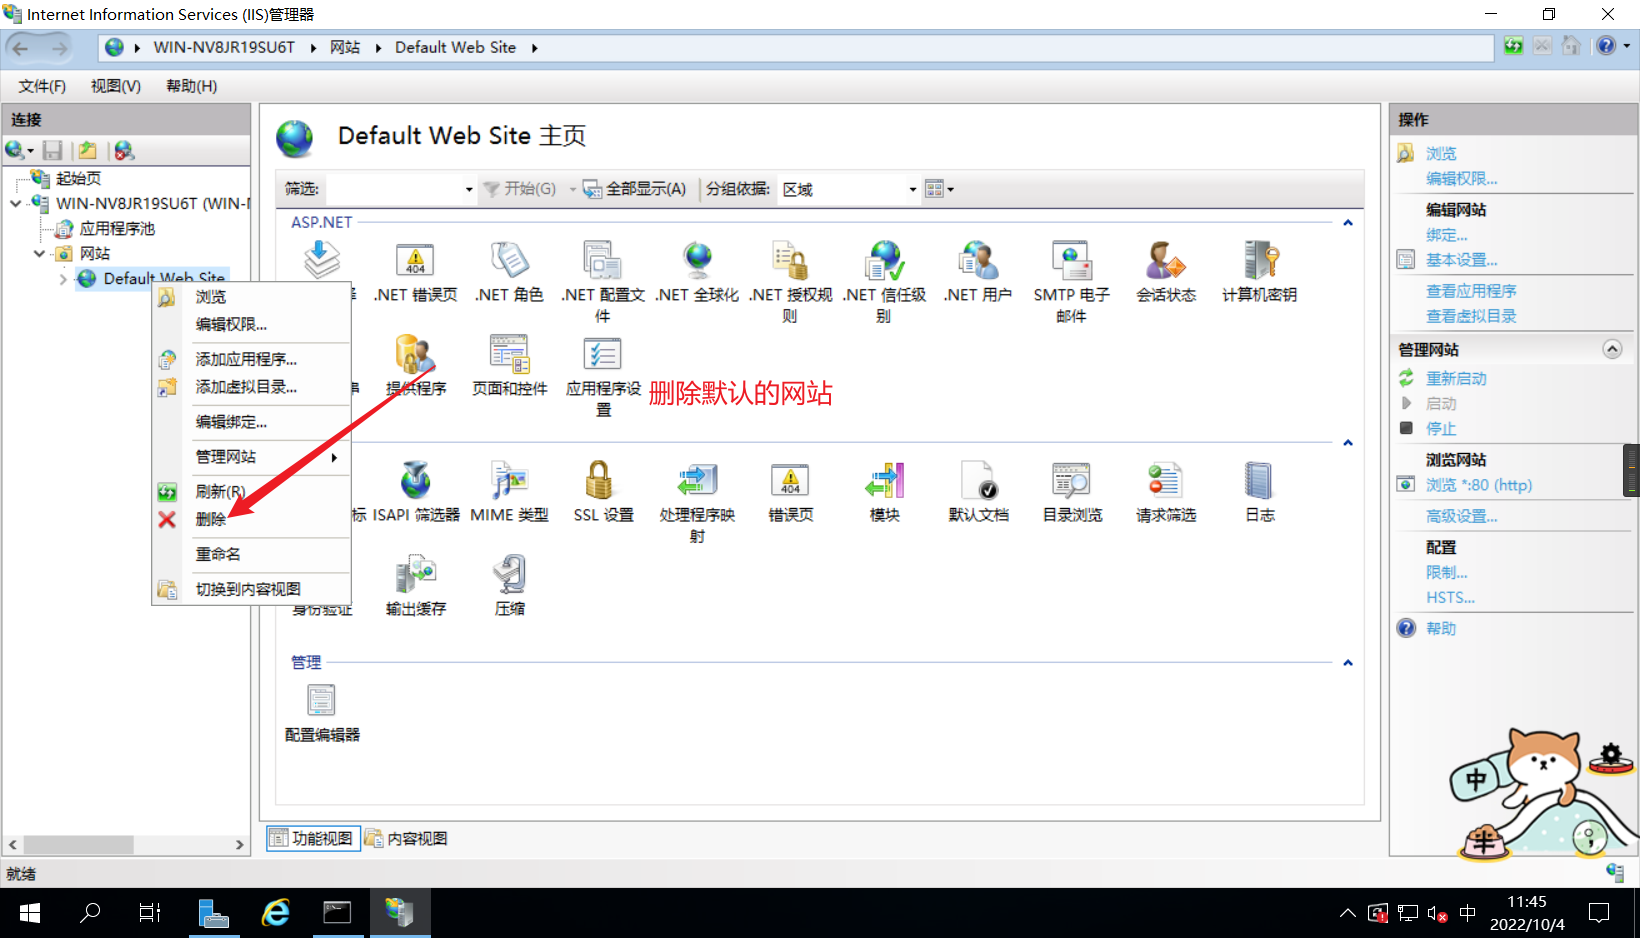 Internet Information Services (IIS)管理器
WIN-NV8JR19SU6T
网站
Default Web Site
文件(F)
视图(V)
帮助(H)
连接
起始页
WIN-NV8JR19SU6T (WIN-N
应用程序池
网站
Default Web Site
浏览
编辑权限...
添加应用程序...
添加虚拟目录...
编辑绑定...
管理网站
刷新(R)
删除
重命名
切换到内容视图
Default Web Site 主页
筛选:
开始(G)
全部显示(A)
分组依据:
区域
ASP.NET
.NET 错误页
.NET 角色
.NET 配置文件
.NET 全球化
.NET 授权规则
.NET 信任级别
.NET 用户
SMTP 电子邮件
会话状态
计算机密钥
提供程序
页面和控件
应用程序设置
删除默认的网站
标
ISAPI 筛选器
MIME 类型
SSL 设置
处理程序映射
错误页
模块
默认文档
目录浏览
请求筛选
日志
身份验证
输出缓存
压缩
管理
配置编辑器
功能视图
内容视图
操作
浏览
编辑权限...
编辑网站
绑定...
基本设置...
查看应用程序
查看虚拟目录
管理网站
重新启动
启动
停止
浏览网站
浏览 *:80 (http)
高级设置...
配置
限制...
HSTS...
帮助
中
半
就绪
中
11:45
2022/10/4